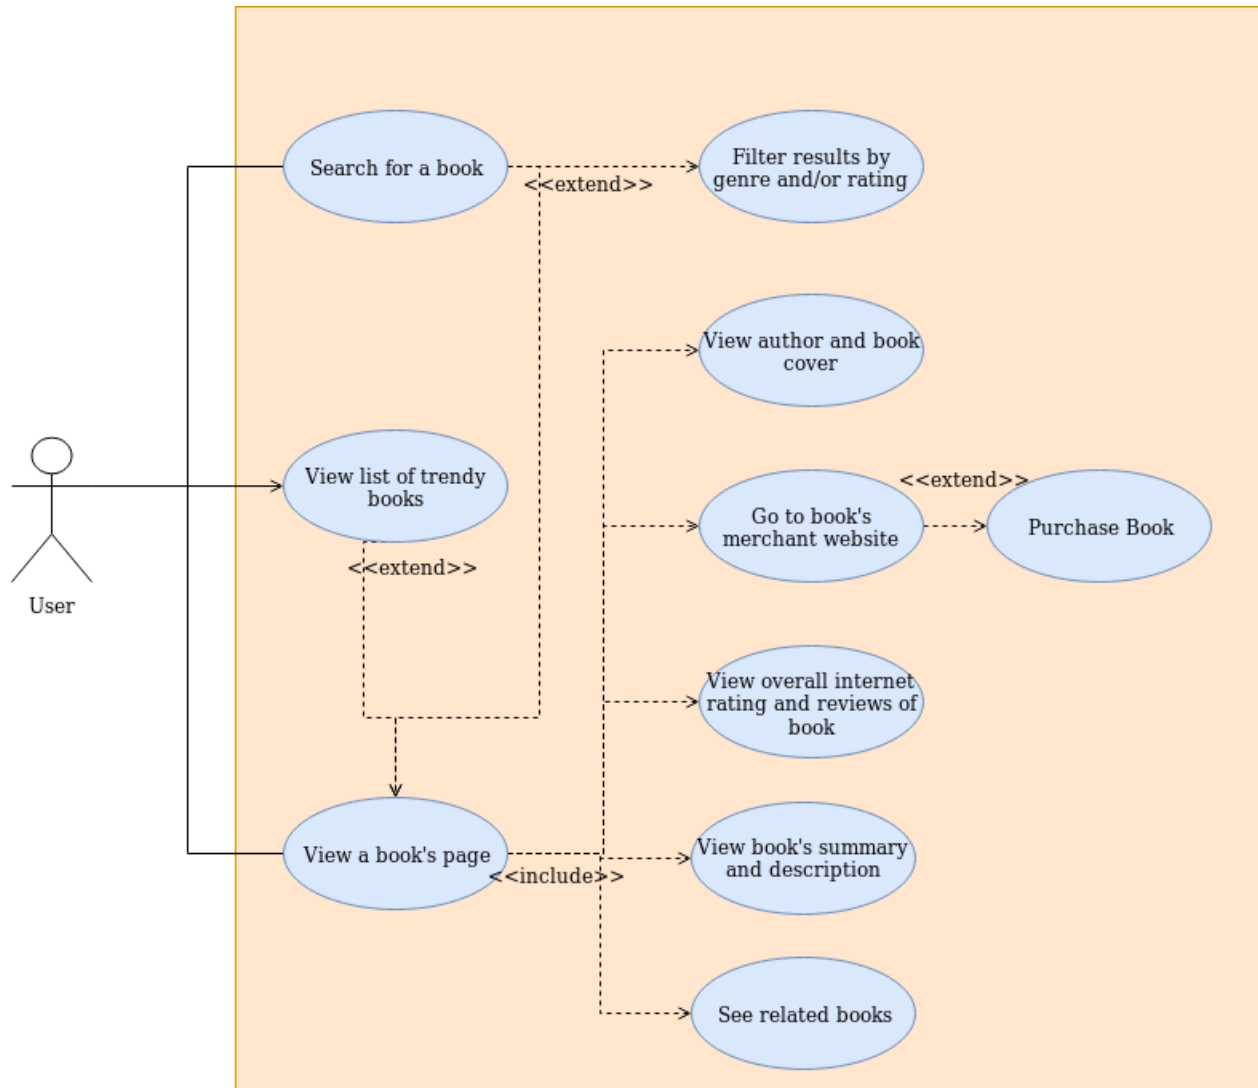 Search for a book
<<extend>>
Filter results by
genre and/or rating
View author and book
cover
User
View list of trendy
books
<<extend>>
Go to book's
merchant website
<<extend>>
Purchase Book
View overall internet
rating and reviews of
book
View a book's page
<<include>>
View book's summary
and description
See related books